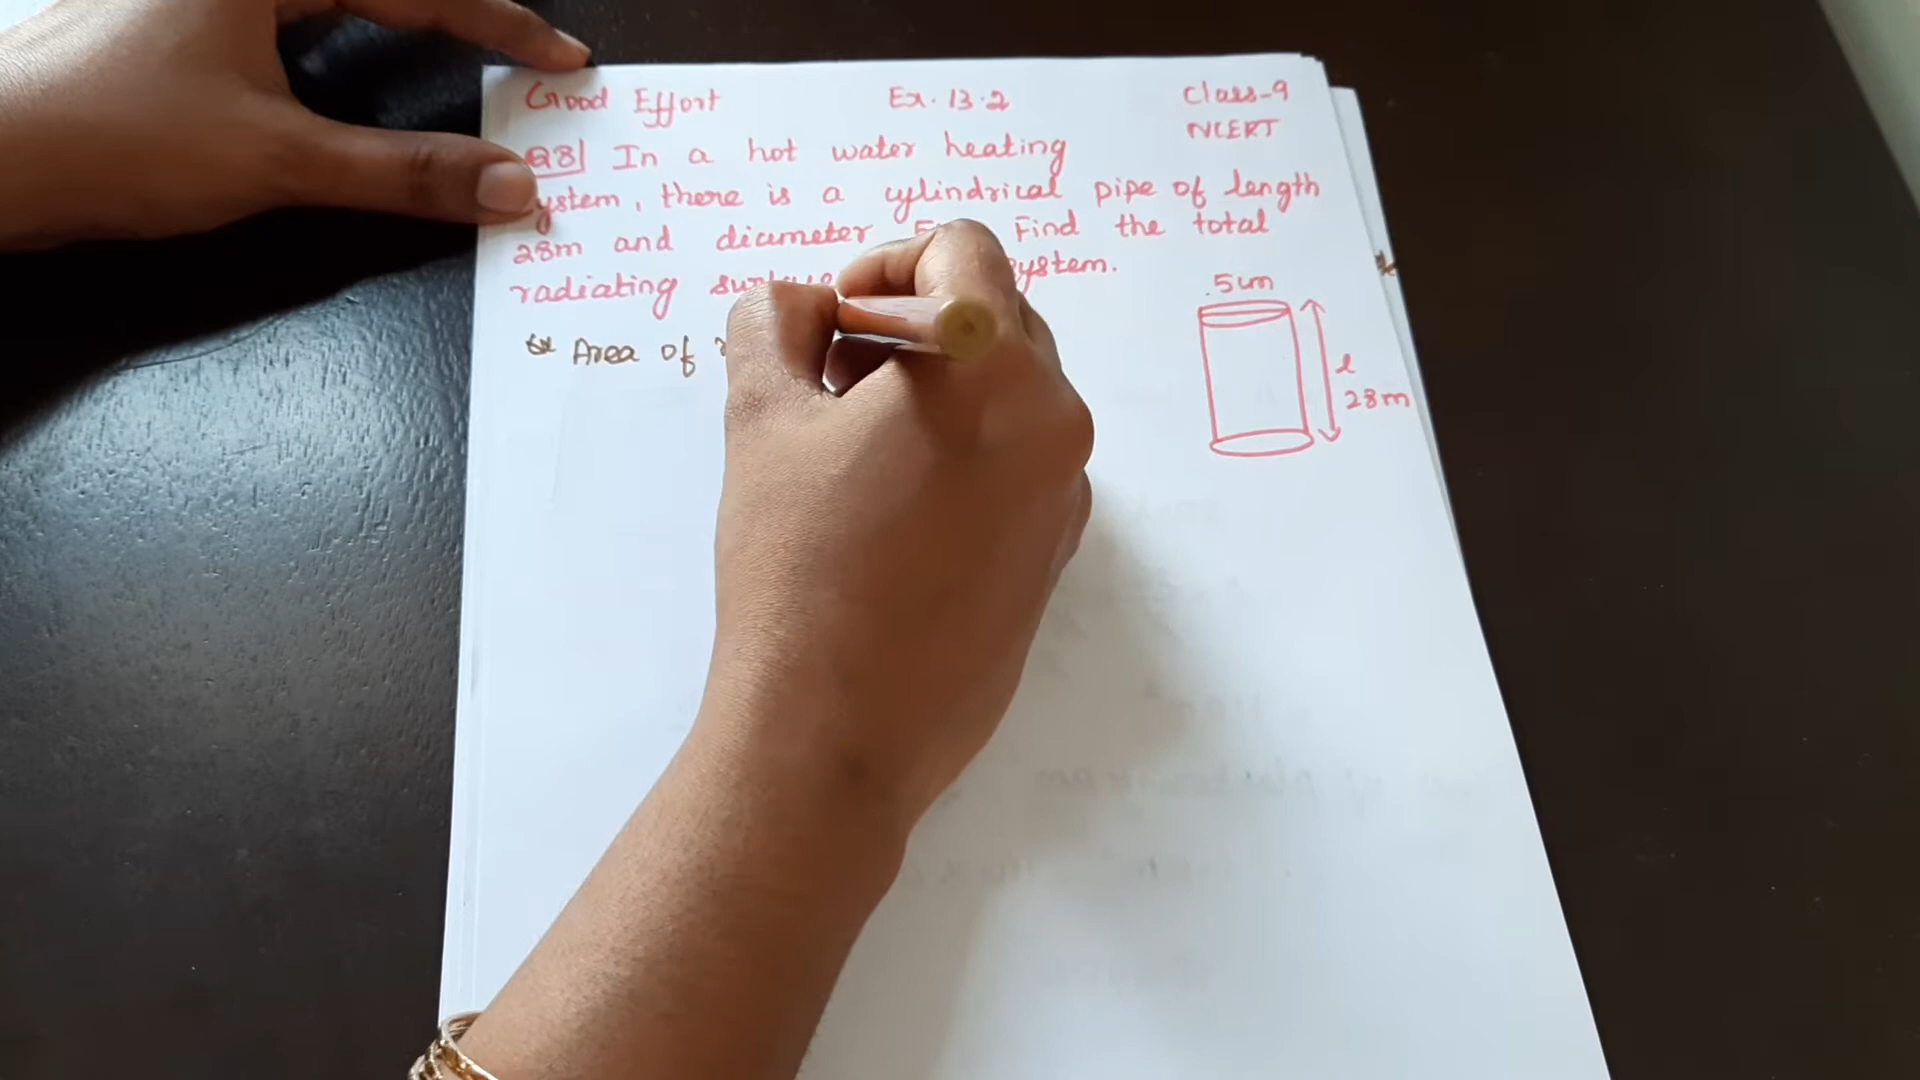 Good Effort Ex. 13.2 Class-9
NCERT
Q8 In a hot water heating
ystem, there is a cylindrical pipe of length
28m and diameter Find the total
radiating system.
5cm
l
28m
* Area of